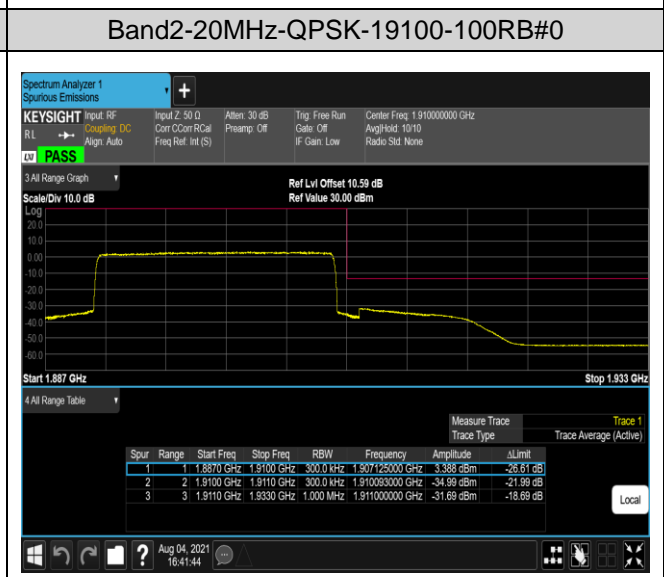 Band2-20MHz-QPSK-19100-100RB#0
Spectrum Analyzer 1
Spurious Emissions
+
KEYSIGHT Input: RF Input Z: 50 Ω Atten: 30 dB Trig: Free Run Center Freq: 1.910000000 GHz
RL Coupling: DC Corr CCorr RCal Preamp: Off Gate: Off Avg|Hold: 10/10
Align: Auto Freq Ref: Int (S) IF Gain: Low Radio Std: None
LXI PASS
3 All Range Graph
Ref Lvl Offset 10.59 dB
Scale/Div 10.0 dB Ref Value 30.00 dBm
Log
20.0
10.0
0.00
-10.0
-20.0
-30.0
-40.0
-50.0
-60.0
Start 1.887 GHz Stop 1.933 GHz
4 All Range Table
Measure Trace Trace 1
Trace Type Trace Average (Active)
Spur Range Start Freq Stop Freq RBW Frequency Amplitude ΔLimit
1 1 1.8870 GHz 1.9100 GHz 300.0 kHz 1.907125000 GHz 3.388 dBm -26.61 dB
2 2 1.9100 GHz 1.9110 GHz 300.0 kHz 1.910093000 GHz -34.99 dBm -21.99 dB
3 3 1.9110 GHz 1.9330 GHz 1.000 MHz 1.911000000 GHz -31.69 dBm -18.69 dB
Local
? Aug 04, 2021
16:41:44